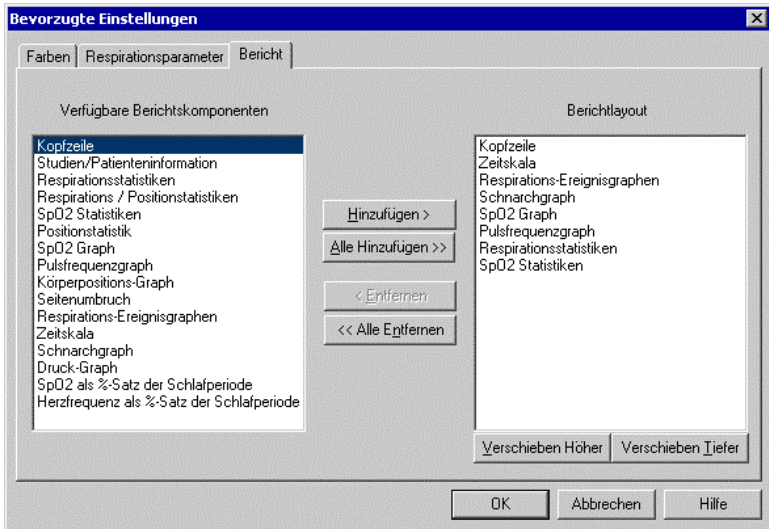 Bevorzugte Einstellungen
Farben
Respirationsparameter
Bericht
Verfügbare Berichtskomponenten
Kopfzeile
Studien/Patienteninformation
Respirationsstatistiken
Respirations / Positionstatistiken
SpO2 Statistiken
Positionstatistik
SpO2 Graph
Pulsfrequenzgraph
Körperpositions-Graph
Seitenumbruch
Respirations-Ereignisgraphen
Zeitskala
Schnarchgraph
Druck-Graph
SpO2 als %-Satz der Schlafperiode
Herzfrequenz als %-Satz der Schlafperiode
Hinzufügen >
Alle Hinzufügen >>
< Entfernen
<< Alle Entfernen
Berichtlayout
Kopfzeile
Zeitskala
Respirations-Ereignisgraphen
Schnarchgraph
SpO2 Graph
Pulsfrequenzgraph
Respirationsstatistiken
SpO2 Statistiken
Verschieben Höher
Verschieben Tiefer
OK
Abbrechen
Hilfe